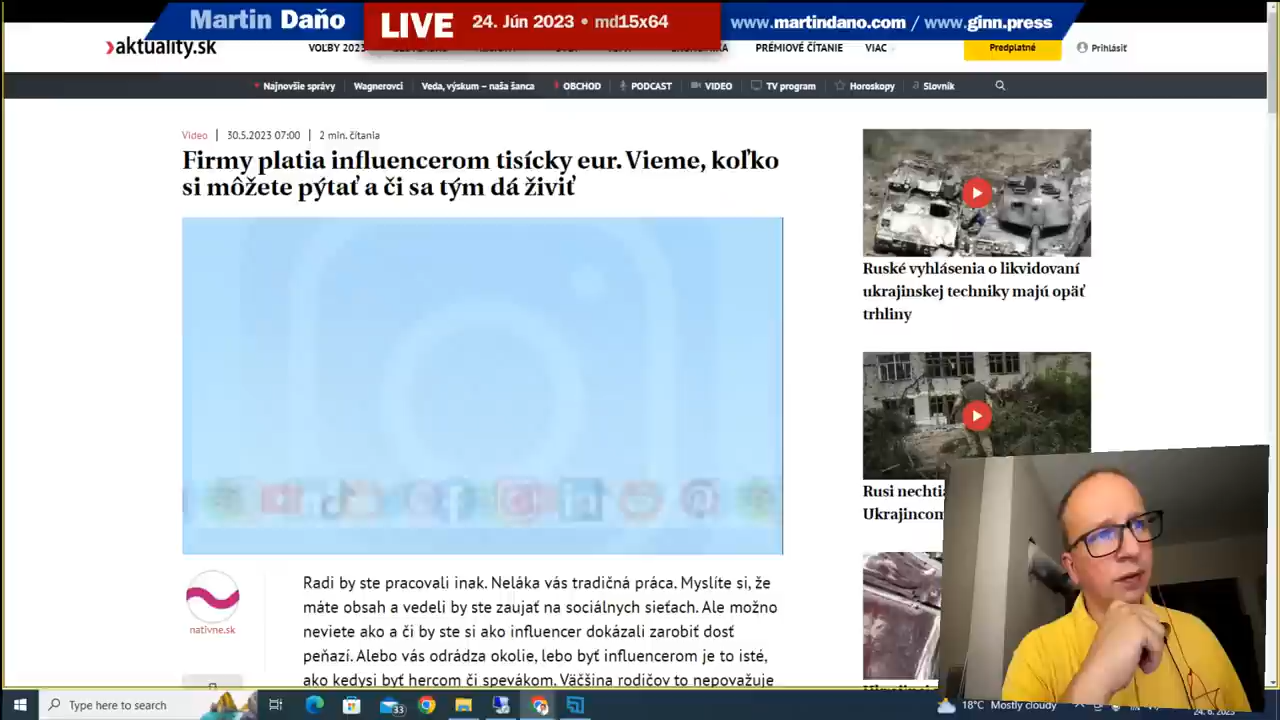 Martin Daňo
LIVE
24. Jún 2023 • md15x64
www.martindano.com / www.ginn.press
aktuality.sk
VOĽBY 2023
PRÉMIOVÉ ČÍTANIE
VIAC
Predplatné
Prihlásiť
Najnovšie správy
Wagnerovci
Veda, výskum – naša šanca
OBCHOD
PODCAST
VIDEO
TV program
Horoskopy
Slovník
Video | 30.5.2023 07:00 | 2 min. čítania
Firmy platia influencerom tisícky eur. Vieme, koľko
si môžete pýtať a či sa tým dá živiť
Ruské vyhlásenia o likvidovaní
ukrajinskej techniky majú opäť
trhliny
Rusi nechti
Ukrajincom
nativne.sk
Radi by ste pracovali inak. Neláka vás tradičná práca. Myslíte si, že
máte obsah a vedeli by ste zaujať na sociálnych sieťach. Ale možno
neviete ako a či by ste si ako influencer dokázali zarobiť dosť
peňazí. Alebo vás odrádza okolie, lebo byť influencerom je to isté,
ako kedysi byť hercom či spevákom. Väčšina rodičov to nepovažuje
Type here to search
33
18°C Mostly cloudy